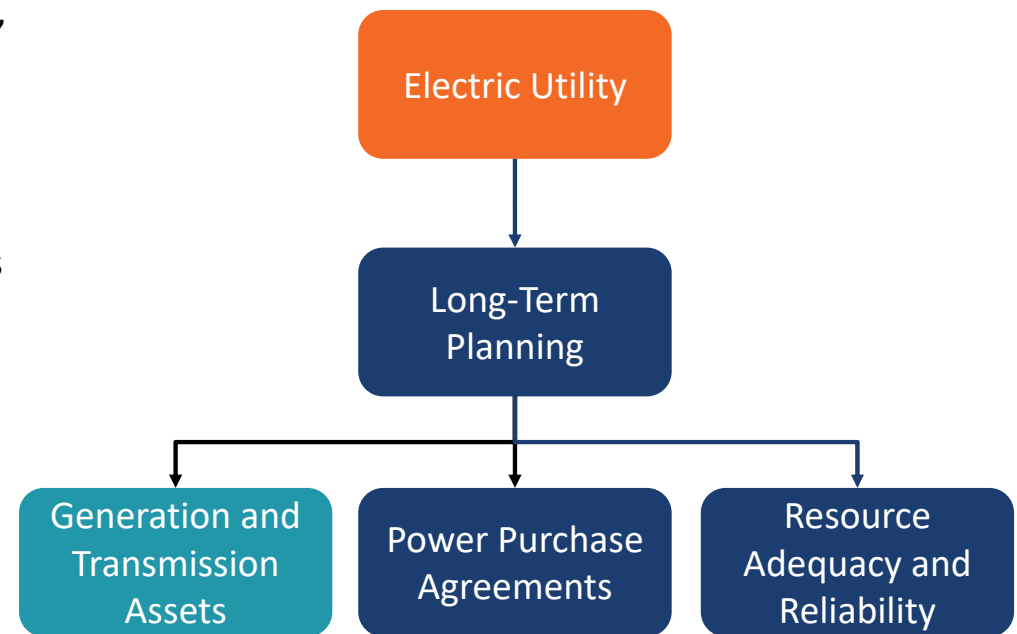 Electric Utility
Long-Term
Planning
Generation and
Transmission
Assets
Power Purchase
Agreements
Resource
Adequacy and
Reliability